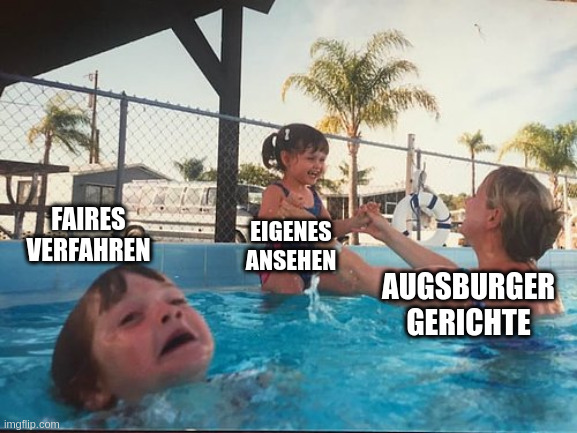 FAIRES
VERFAHREN
EIGENES
ANSEHEN
AUGSBURGER
GERICHTE
imgflip.com